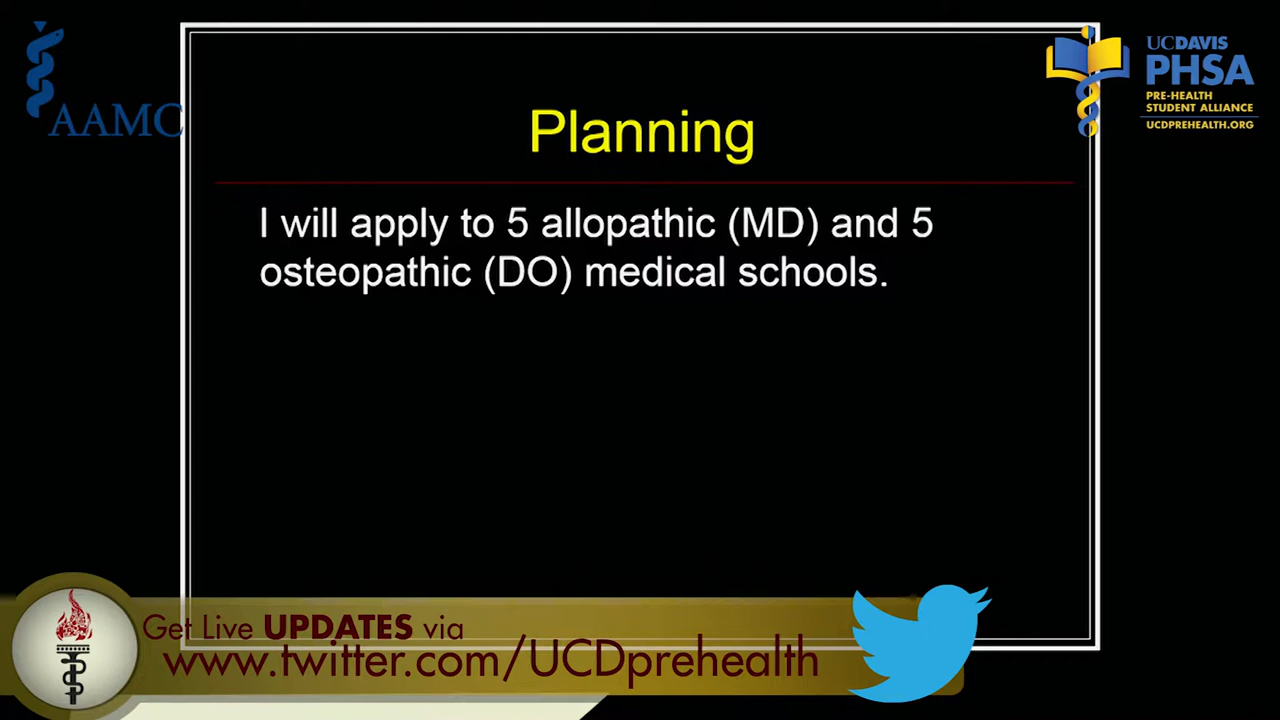 AAMC
UCDAVIS
PHSA
PRE-HEALTH
STUDENT ALLIANCE
UCDPREHEALTH.ORG
Planning
I will apply to 5 allopathic (MD) and 5
osteopathic (DO) medical schools.
Get Live UPDATES via
www.twitter.com/UCDprehealth